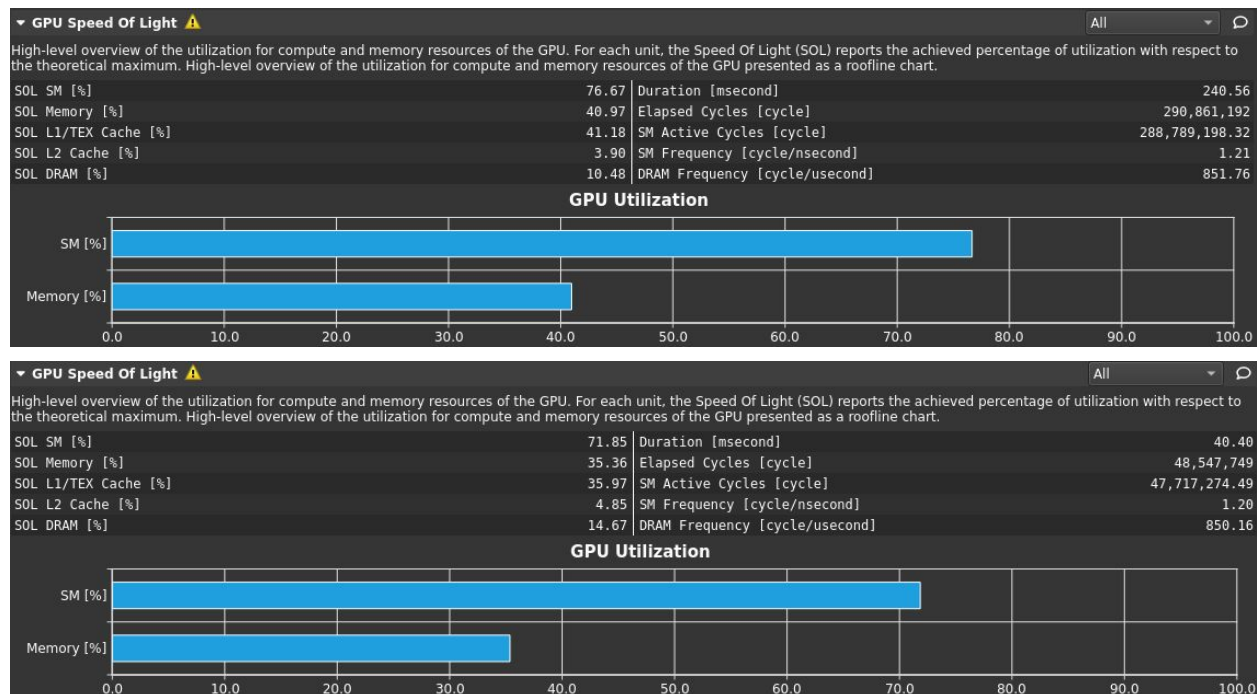 GPU Speed Of Light All
High-level overview of the utilization for compute and memory resources of the GPU. For each unit, the Speed Of Light (SOL) reports the achieved percentage of utilization with respect to
the theoretical maximum. High-level overview of the utilization for compute and memory resources of the GPU presented as a roofline chart.
SOL SM [%] 76.67 Duration [msecond] 240.56
SOL Memory [%] 40.97 Elapsed Cycles [cycle] 290,861,192
SOL L1/TEX Cache [%] 41.18 SM Active Cycles [cycle] 288,789,198.32
SOL L2 Cache [%] 3.90 SM Frequency [cycle/nsecond] 1.21
SOL DRAM [%] 10.48 DRAM Frequency [cycle/usecond] 851.76
GPU Utilization
SM [%]
Memory [%]
0.0 10.0 20.0 30.0 40.0 50.0 60.0 70.0 80.0 90.0 100.0
GPU Speed Of Light All
High-level overview of the utilization for compute and memory resources of the GPU. For each unit, the Speed Of Light (SOL) reports the achieved percentage of utilization with respect to
the theoretical maximum. High-level overview of the utilization for compute and memory resources of the GPU presented as a roofline chart.
SOL SM [%] 71.85 Duration [msecond] 40.40
SOL Memory [%] 35.36 Elapsed Cycles [cycle] 48,547,749
SOL L1/TEX Cache [%] 35.97 SM Active Cycles [cycle] 47,717,274.49
SOL L2 Cache [%] 4.85 SM Frequency [cycle/nsecond] 1.20
SOL DRAM [%] 14.67 DRAM Frequency [cycle/usecond] 850.16
GPU Utilization
SM [%]
Memory [%]
0.0 10.0 20.0 30.0 40.0 50.0 60.0 70.0 80.0 90.0 100.0